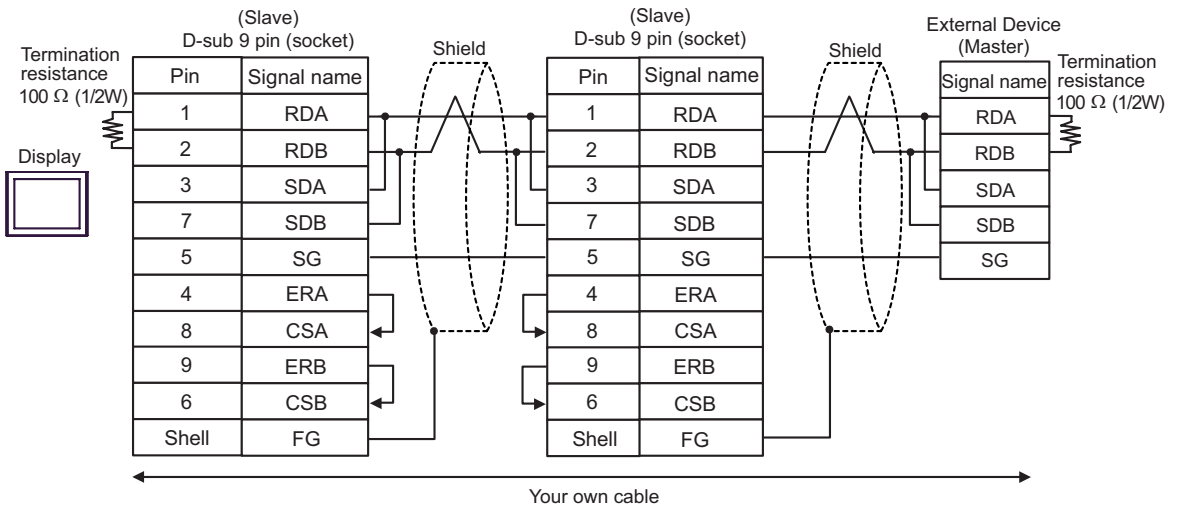 (Slave)
D-sub 9 pin (socket)
(Slave)
D-sub 9 pin (socket)
External Device
(Master)
Termination
resistance
100 Ω (1/2W)
Shield
Shield
Termination
resistance
100 Ω (1/2W)
Display
Pin Signal name
1 RDA
2 RDB
3 SDA
7 SDB
5 SG
4 ERA
8 CSA
9 ERB
6 CSB
Shell FG
Pin Signal name
1 RDA
2 RDB
3 SDA
7 SDB
5 SG
4 ERA
8 CSA
9 ERB
6 CSB
Shell FG
Signal name
RDA
RDB
SDA
SDB
SG
Your own cable